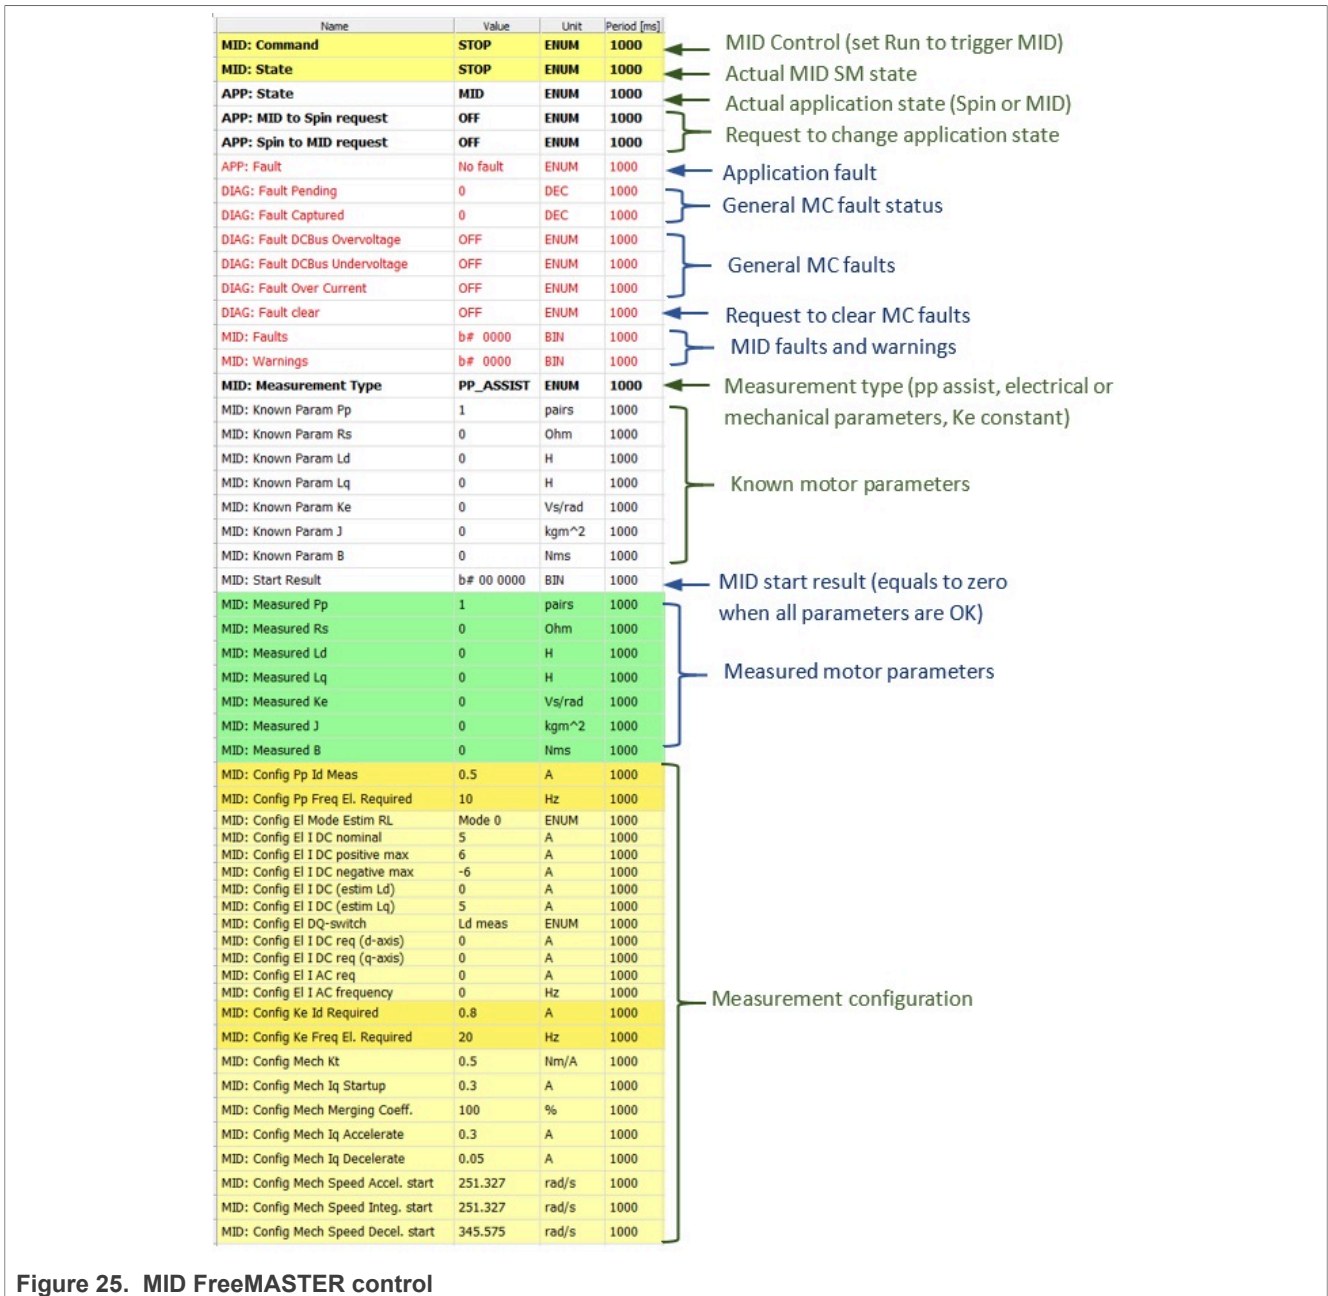 Name Value Unit Period [ms]
MID: Command STOP ENUM 1000
MID: State STOP ENUM 1000
APP: State MID ENUM 1000
APP: MID to Spin request OFF ENUM 1000
APP: Spin to MID request OFF ENUM 1000
APP: Fault No fault ENUM 1000
DIAG: Fault Pending 0 DEC 1000
DIAG: Fault Captured 0 DEC 1000
DIAG: Fault DCBus Overvoltage OFF ENUM 1000
DIAG: Fault DCBus Undervoltage OFF ENUM 1000
DIAG: Fault Over Current OFF ENUM 1000
DIAG: Fault clear OFF ENUM 1000
MID: Faults b# 0000 BIN 1000
MID: Warnings b# 0000 BIN 1000
MID: Measurement Type PP_ASSIST ENUM 1000
MID: Known Param Pp 1 pairs 1000
MID: Known Param Rs 0 Ohm 1000
MID: Known Param Ld 0 H 1000
MID: Known Param Lq 0 H 1000
MID: Known Param Ke 0 Vs/rad 1000
MID: Known Param J 0 kgm^2 1000
MID: Known Param B 0 Nms 1000
MID: Start Result b# 00 0000 BIN 1000
MID: Measured Pp 1 pairs 1000
MID: Measured Rs 0 Ohm 1000
MID: Measured Ld 0 H 1000
MID: Measured Lq 0 H 1000
MID: Measured Ke 0 Vs/rad 1000
MID: Measured J 0 kgm^2 1000
MID: Measured B 0 Nms 1000
MID: Config Pp Id Meas 0.5 A 1000
MID: Config Pp Freq El. Required 10 Hz 1000
MID: Config El Mode Estim RL Mode 0 ENUM 1000
MID: Config El I DC nominal 5 A 1000
MID: Config El I DC positive max 6 A 1000
MID: Config El I DC negative max -6 A 1000
MID: Config El I DC (estim Ld) 0 A 1000
MID: Config El I DC (estim Lq) 5 A 1000
MID: Config El DQ-switch Ld meas ENUM 1000
MID: Config El I DC req (d-axis) 0 A 1000
MID: Config El I DC req (q-axis) 0 A 1000
MID: Config El I AC req 0 A 1000
MID: Config El I AC frequency 0 Hz 1000
MID: Config Ke Id Required 0.8 A 1000
MID: Config Ke Freq El. Required 20 Hz 1000
MID: Config Mech Kt 0.5 Nm/A 1000
MID: Config Mech Iq Startup 0.3 A 1000
MID: Config Mech Merging Coeff. 100 % 1000
MID: Config Mech Iq Accelerate 0.3 A 1000
MID: Config Mech Iq Decelerate 0.05 A 1000
MID: Config Mech Speed Accel. start 251.327 rad/s 1000
MID: Config Mech Speed Integ. start 251.327 rad/s 1000
MID: Config Mech Speed Decel. start 345.575 rad/s 1000
MID Control (set Run to trigger MID)
Actual MID SM state
Actual application state (Spin or MID)
Request to change application state
Application fault
General MC fault status
General MC faults
Request to clear MC faults
MID faults and warnings
Measurement type (pp assist, electrical or
mechanical parameters, Ke constant)
Known motor parameters
MID start result (equals to zero
when all parameters are OK)
Measured motor parameters
Measurement configuration
Figure 25. MID FreeMASTER control